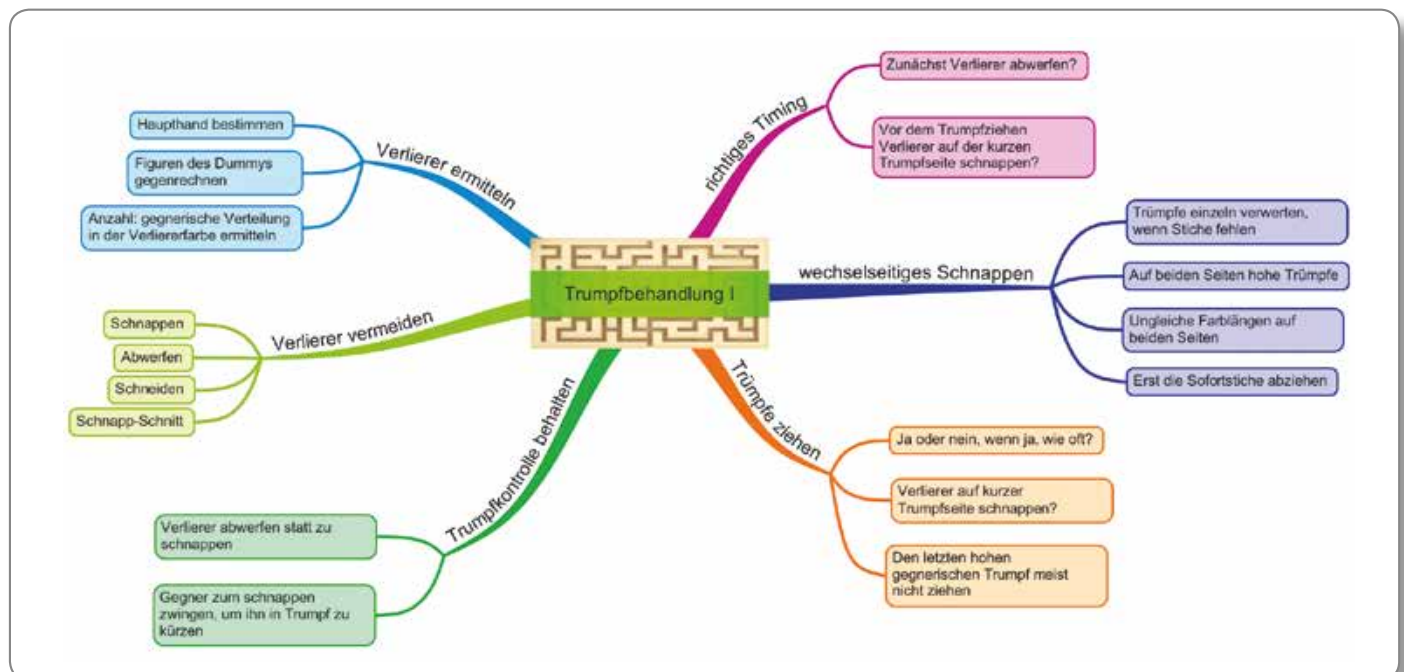 Trumpfbehandlung I
Verlierer ermitteln
Haupthand bestimmen
Figuren des Dummys
gegenrechnen
Anzahl: gegnerische Verteilung
in der Verliererfarbe ermitteln
Verlierer vermeiden
Schnappen
Abwerfen
Schneiden
Schnapp-Schnitt
Trumpfkontrolle behalten
Verlierer abwerfen statt zu
schnappen
Gegner zum schnappen
zwingen, um ihn in Trumpf zu
kürzen
richtiges Timing
Zunächst Verlierer abwerfen?
Vor dem Trumpfziehen
Verlierer auf der kurzen
Trumpfseite schnappen?
wechselseitiges Schnappen
Trümpfe einzeln verwerten,
wenn Stiche fehlen
Auf beiden Seiten hohe Trümpfe
Ungleiche Farblängen auf
beiden Seiten
Erst die Sofortstiche abziehen
Trümpfe ziehen
Ja oder nein, wenn ja, wie oft?
Verlierer auf kurzer
Trumpfseite schnappen?
Den letzten hohen
gegnerischen Trumpf meist
nicht ziehen